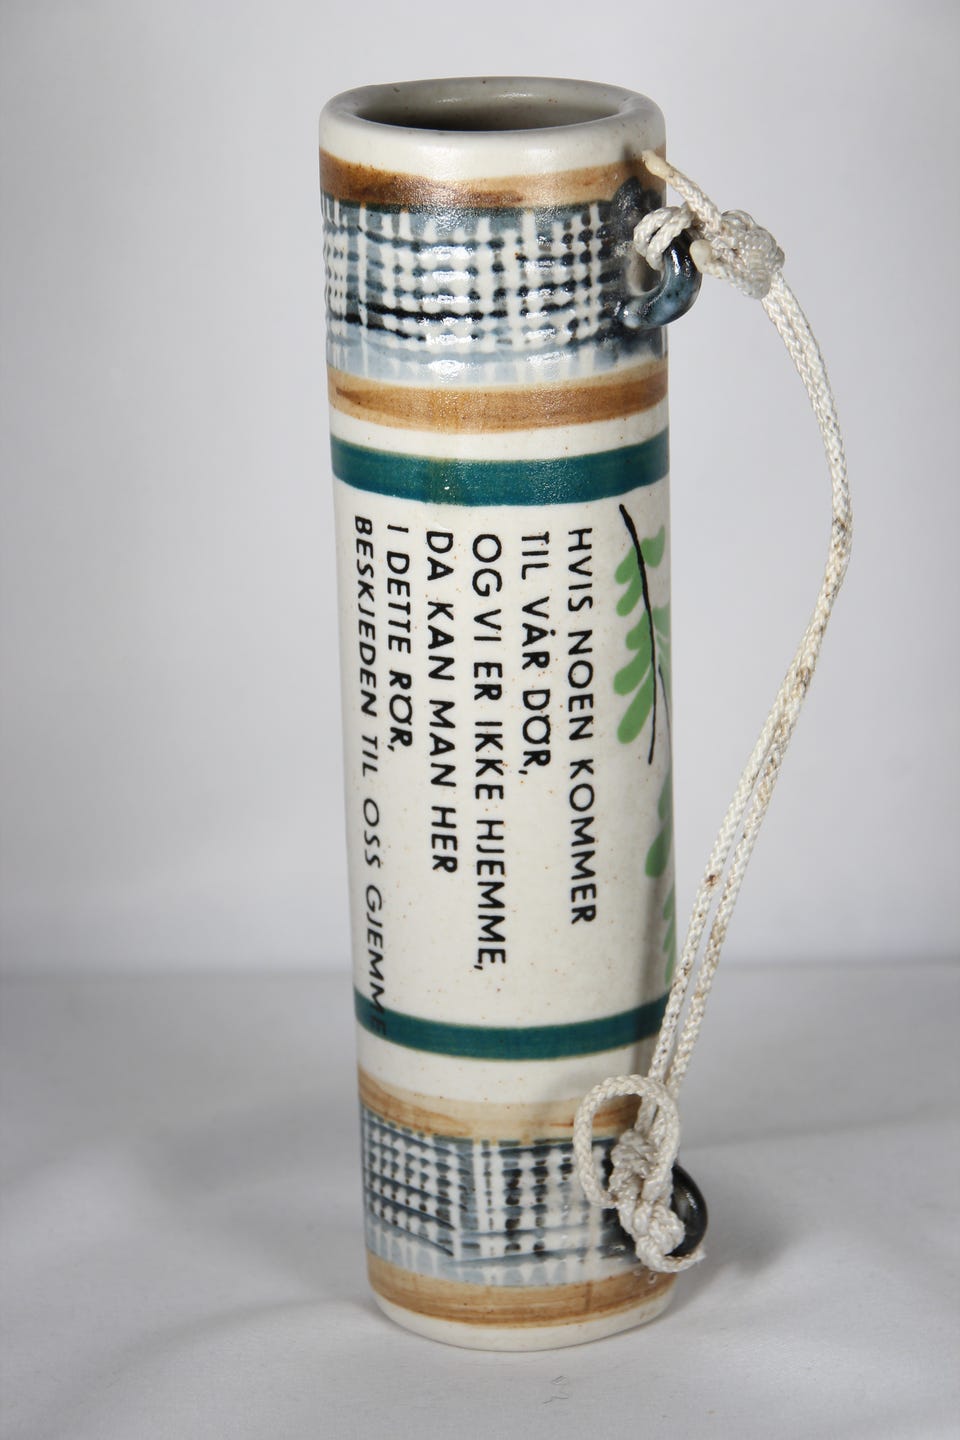 HVIS NOEN KOMMER
TIL VÅR DØR,
OG VI ER IKKE HJEMME,
DA KAN MAN HER
I DETTE RØR,
BESKJEDEN TIL OSS GJEMME